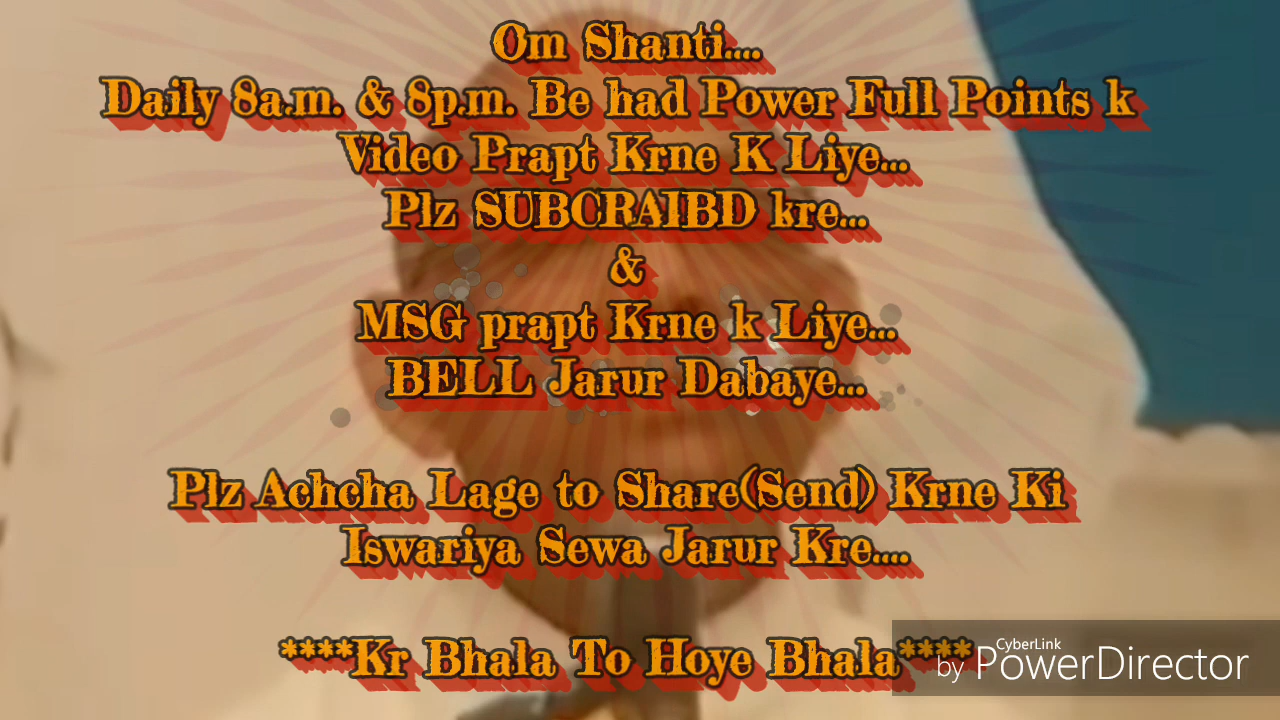 Om Shanti....
Daily 8a.m. & 8p.m. Be had Power Full Points k
Video Prapt Krne K Liye...
Plz SUBCRAIBD kre...
&
MSG prapt Krne k Liye...
BELL Jarur Dabaye...
Plz Achcha Lage to Share(Send) Krne Ki
Iswariya Sewa Jarur Kre....
****Kr Bhala To Hoye Bhala****
by CyberLink PowerDirector